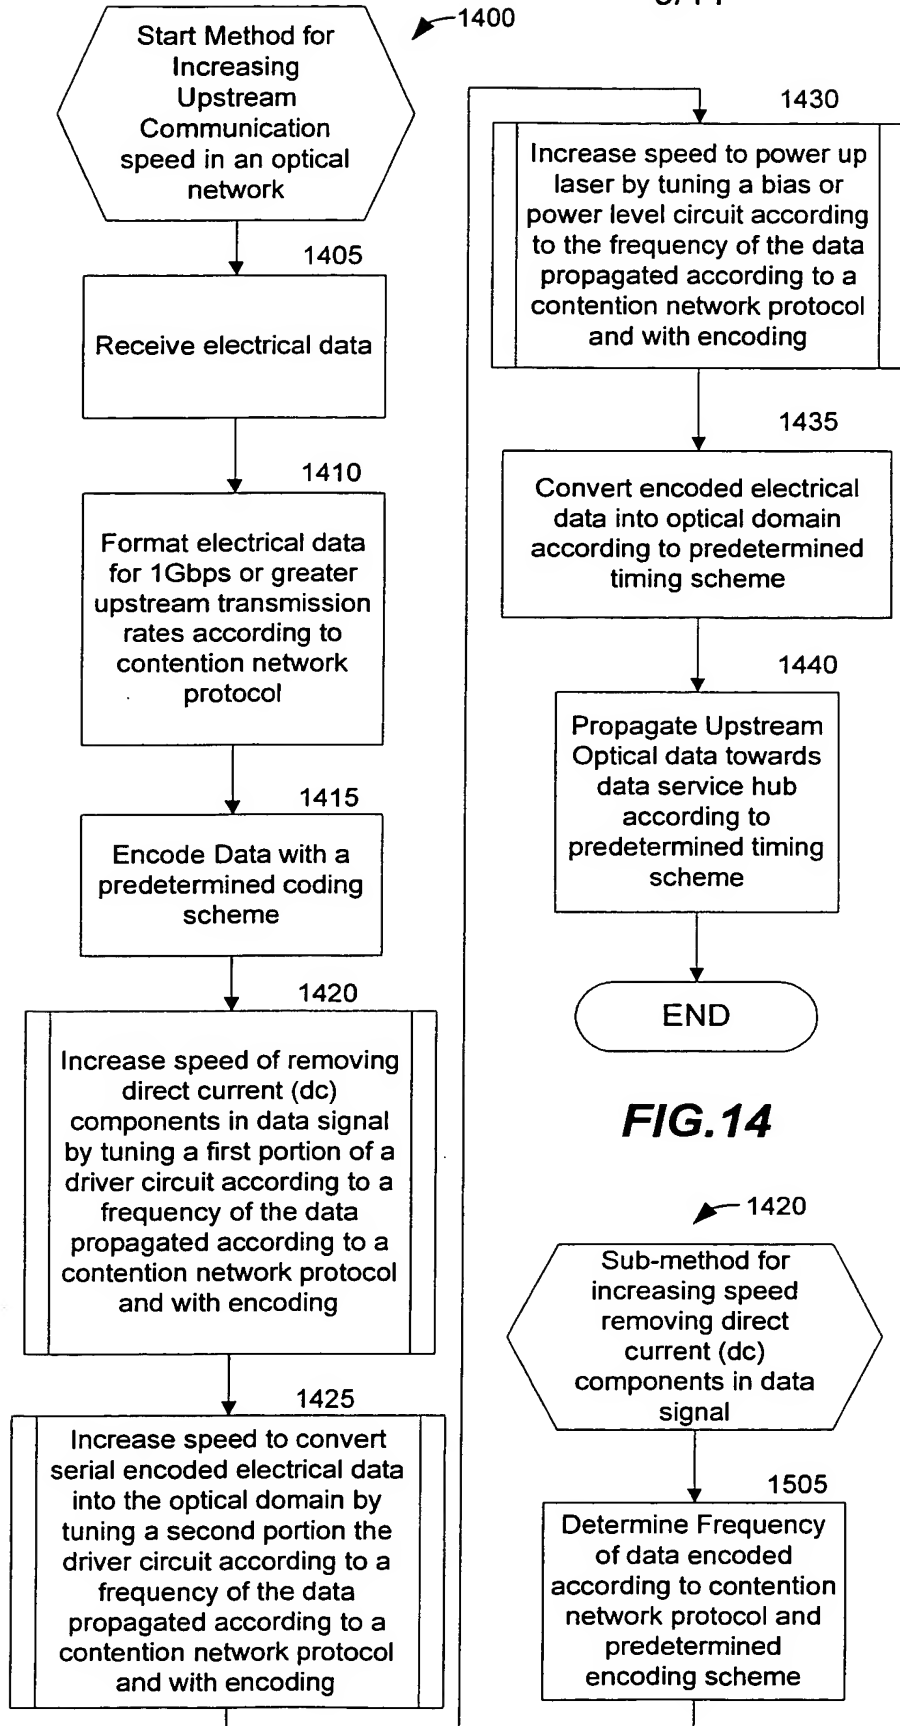 1400
Start Method for
Increasing
Upstream
Communication
speed in an optical
network
1405
Receive electrical data
1410
Format electrical data
for 1Gbps or greater
upstream transmission
rates according to
contention network
protocol
1415
Encode Data with a
predetermined coding
scheme
1420
Increase speed of removing
direct current (dc)
components in data signal
by tuning a first portion of a
driver circuit according to a
frequency of the data
propagated according to a
contention network protocol
and with encoding
1425
Increase speed to convert
serial encoded electrical data
into the optical domain by
tuning a second portion the
driver circuit according to a
frequency of the data
propagated according to a
contention network protocol
and with encoding
1430
Increase speed to power up
laser by tuning a bias or
power level circuit according
to the frequency of the data
propagated according to a
contention network protocol
and with encoding
1435
Convert encoded electrical
data into optical domain
according to predetermined
timing scheme
1440
Propagate Upstream
Optical data towards
data service hub
according to
predetermined timing
scheme
END
FIG.14
1420
Sub-method for
increasing speed
removing direct
current (dc)
components in data
signal
1505
Determine Frequency
of data encoded
according to contention
network protocol and
predetermined
encoding scheme